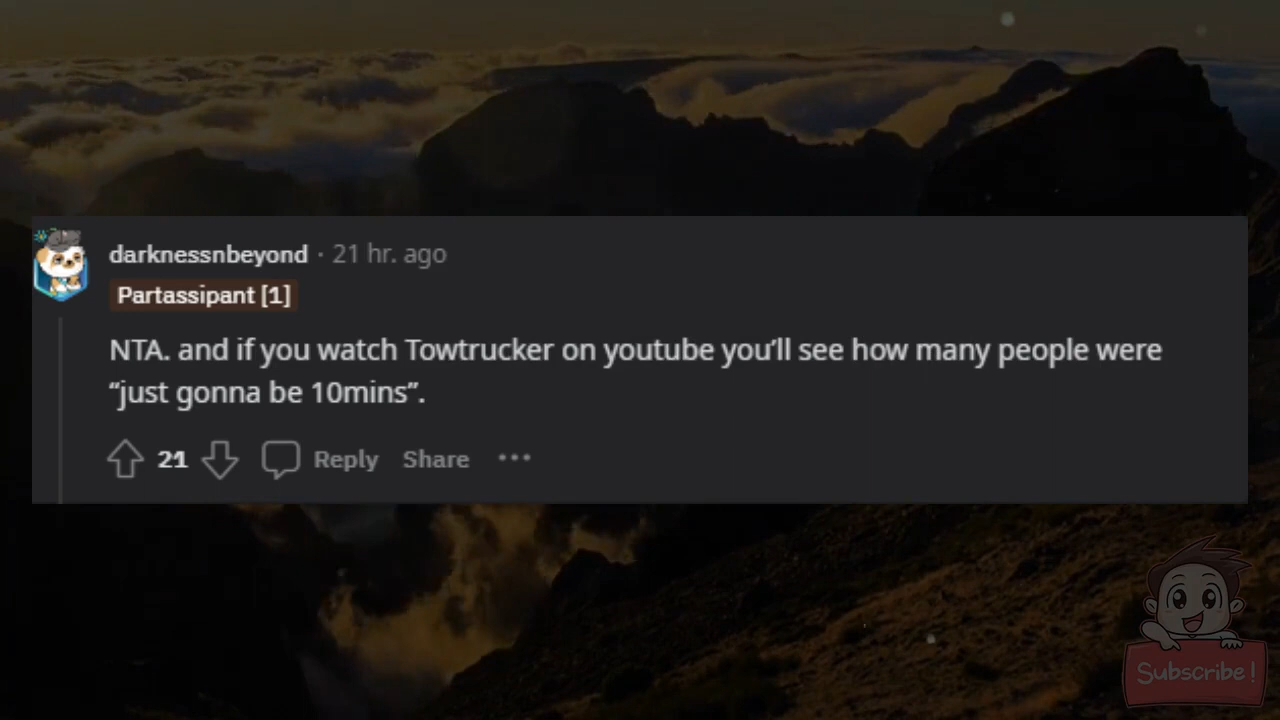 darknessnbeyond · 21 hr. ago
Partassipant [1]
NTA. and if you watch Towtrucker on youtube you’ll see how many people were
“just gonna be 10mins”.
21 Reply Share ···
Subscribe!